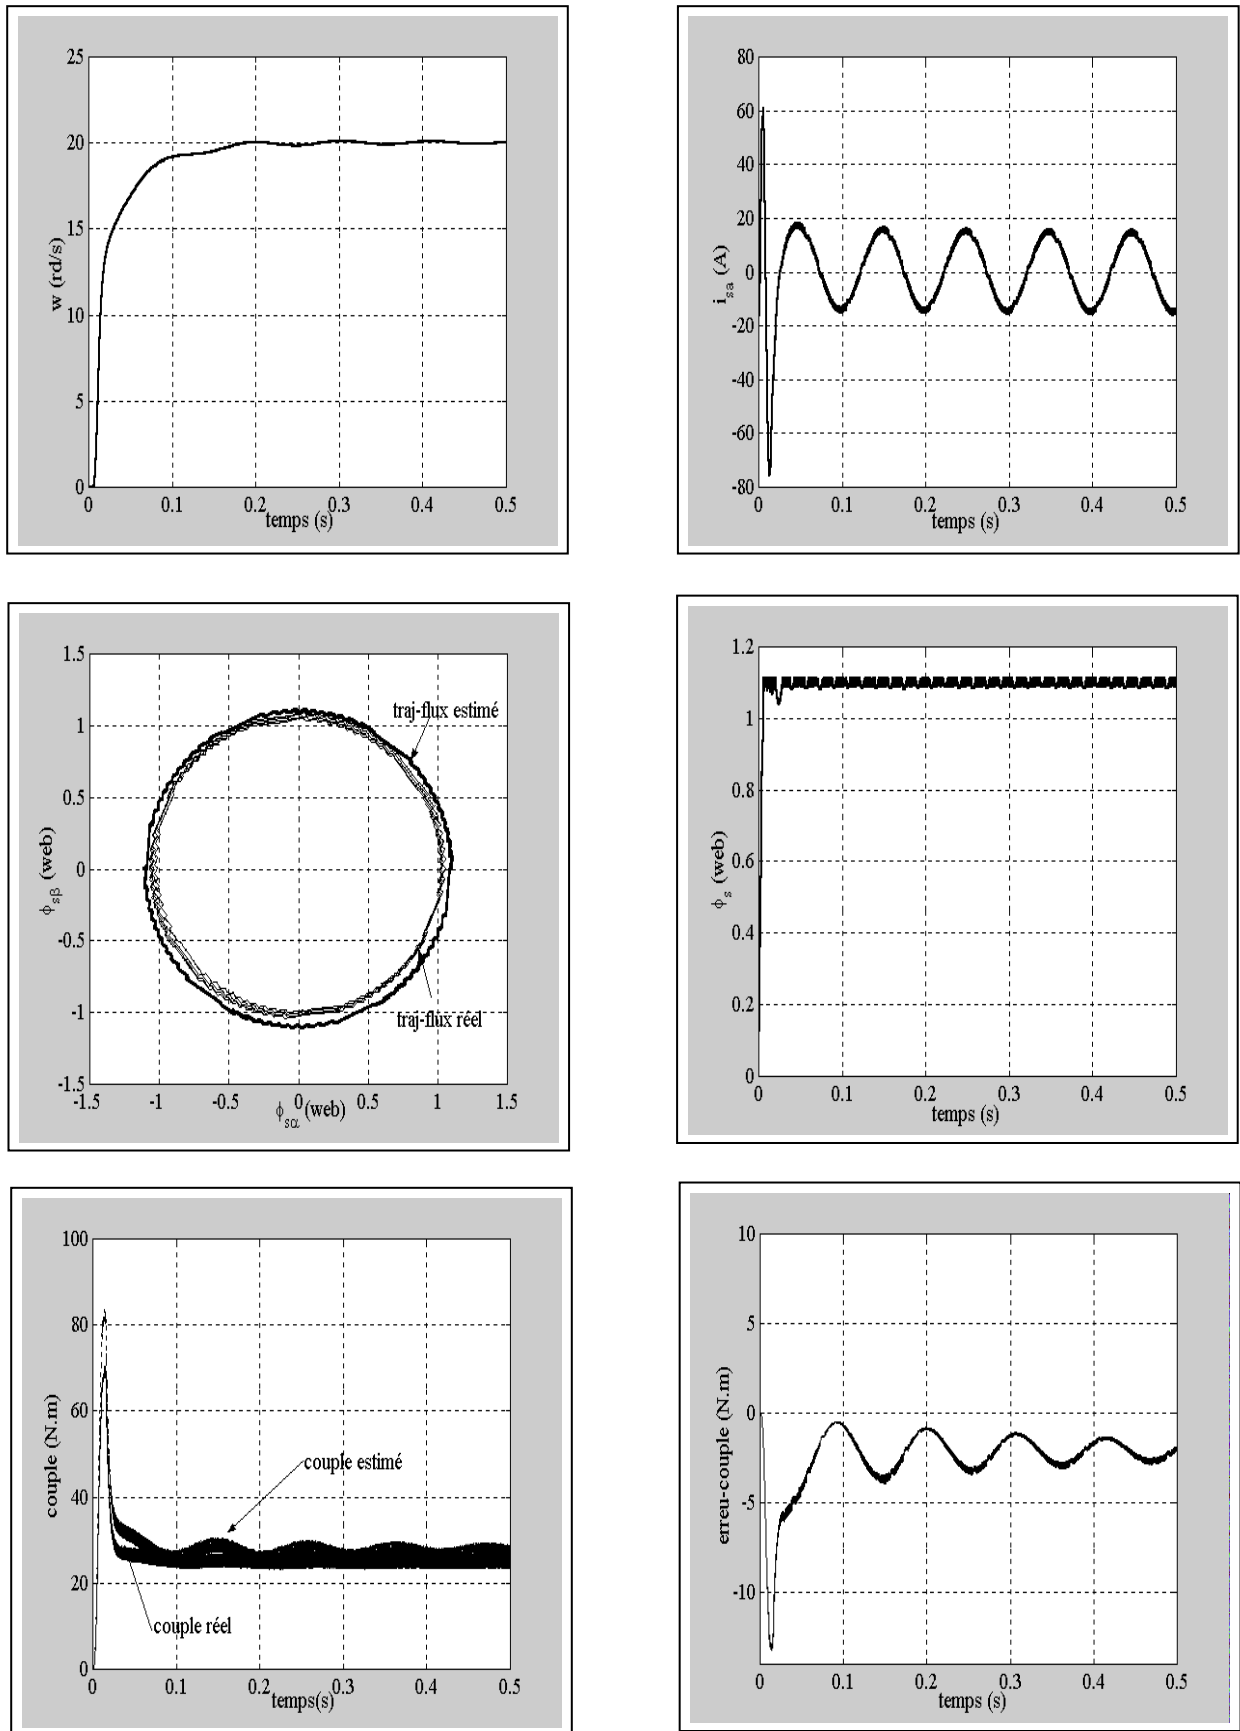 25
20
15
10
5
0
w (rd/s)
0 0.1 0.2 0.3 0.4 0.5
temps (s)
80
60
40
20
0
-20
-40
-60
-80
i_sa (A)
0 0.1 0.2 0.3 0.4 0.5
temps (s)
1.5
1
0.5
0
-0.5
-1
-1.5
ϕ_sβ (web)
traj-flux estimé
traj-flux réel
-1.5 -1 -0.5 0 0.5 1 1.5
ϕ_sα (web)
1.2
1
0.8
0.6
0.4
0.2
0
ϕ_s (web)
0 0.1 0.2 0.3 0.4 0.5
temps (s)
100
80
60
40
20
0
couple (N.m)
couple estimé
couple réel
0 0.1 0.2 0.3 0.4 0.5
temps(s)
10
5
0
-5
-10
erreu-couple (N.m)
0 0.1 0.2 0.3 0.4 0.5
temps (s)